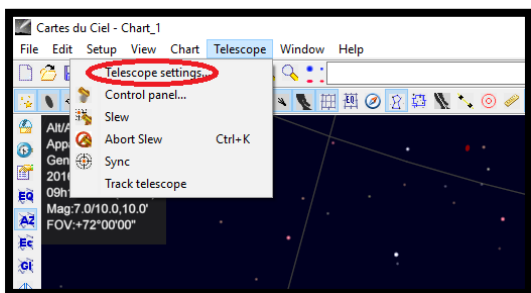 Cartes du Ciel - Chart_1
File Edit Setup View Chart Telescope Window Help
Telescope settings...
Control panel...
Slew
Abort Slew Ctrl+K
Sync
Track telescope
Alt/A
App
Gen
201
09h
Mag:7.0/10.0,10.0'
FOV:+72°00'00"
EQ
AZ
Ec
Gl